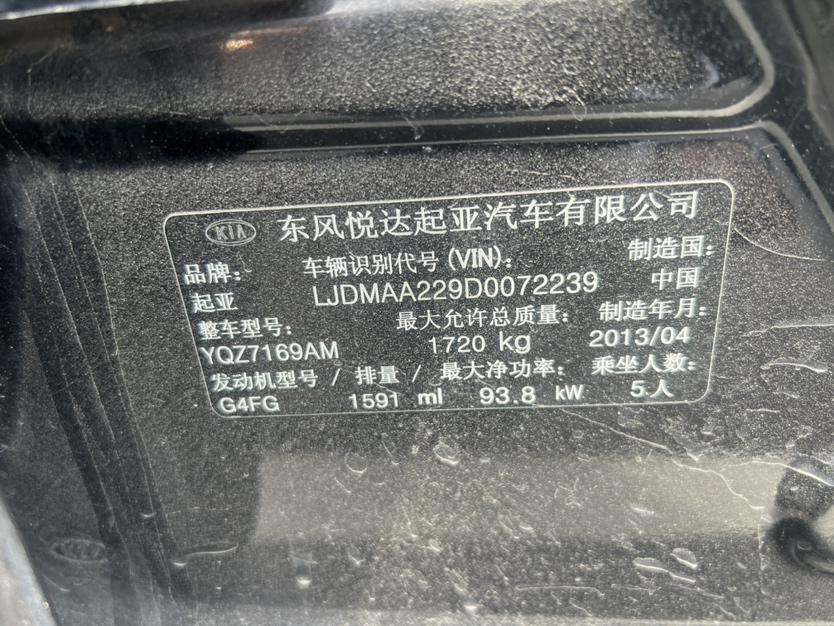 KIA 东风悦达起亚汽车有限公司
品牌： 车辆识别代号(VIN)： 制造国：
起亚 LJDMAA229D0072239 中国
整车型号： 最大允许总质量： 制造年月：
YQZ7169AM 1720 kg 2013/04
发动机型号 / 排量 / 最大净功率： 乘坐人数：
G4FG 1591 ml 93.8 kW 5人